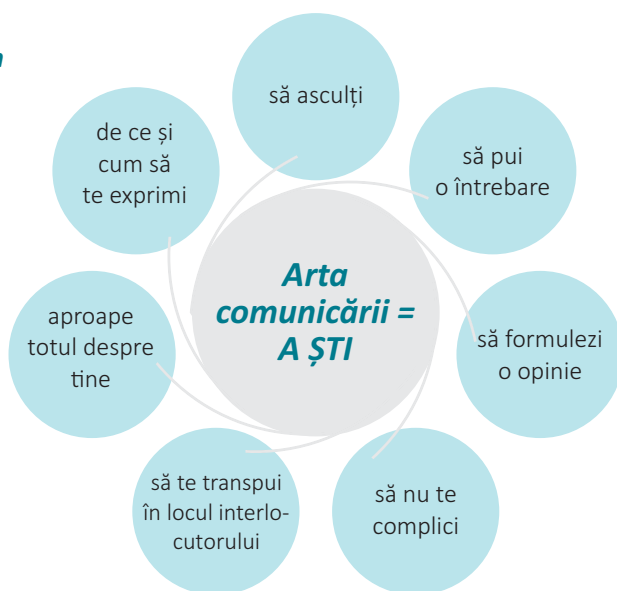 să asculți
să pui
o întrebare
să formulezi
o opinie
să nu te
complici
să te transpui
în locul interlo-
cutorului
aproape
totul despre
tine
de ce și
cum să
te exprimi
Arta
comunicării =
A ȘTI